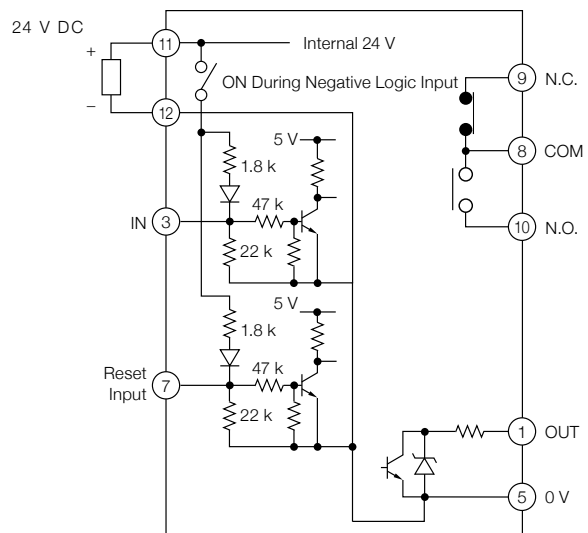 24 V DC
+
–
11
Internal 24 V
ON During Negative Logic Input
12
9
N.C.
8
COM
10
N.O.
5 V
1.8 k
IN
3
47 k
22 k
5 V
1.8 k
Reset
Input
7
47 k
22 k
1
OUT
5
0 V